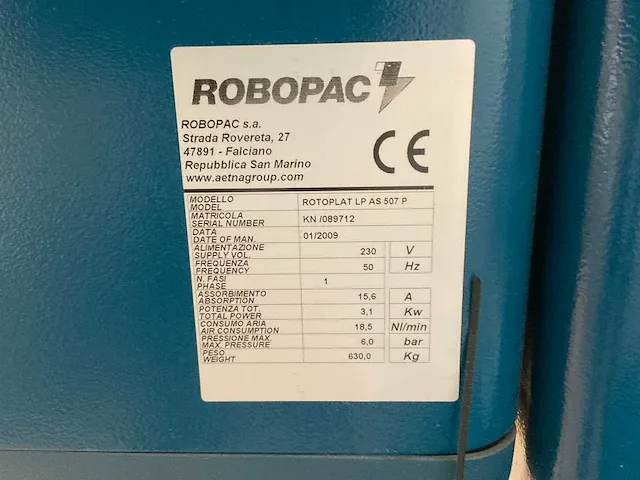 ROBOPAC
ROBOPAC s.a.
Strada Rovereta, 27
47891 - Falciano
Repubblica San Marino
www.aetnagroup.com
CE
MODELLO
MODEL
ROTOPLAT LP AS 507 P
MATRICOLA
SERIAL NUMBER
KN /089712
DATA
DATE OF MAN.
01/2009
ALIMENTAZIONE
SUPPLY VOL.
230 V
FREQUENZA
FREQUENCY
50 Hz
N. FASI
PHASE
1
ASSORBIMENTO
ABSORPTION
15,6 A
POTENZA TOT.
TOTAL POWER
3,1 Kw
CONSUMO ARIA
AIR CONSUMPTION
18,5 Nl/min
PRESSIONE MAX.
MAX. PRESSURE
6,0 bar
PESO
WEIGHT
630,0 Kg